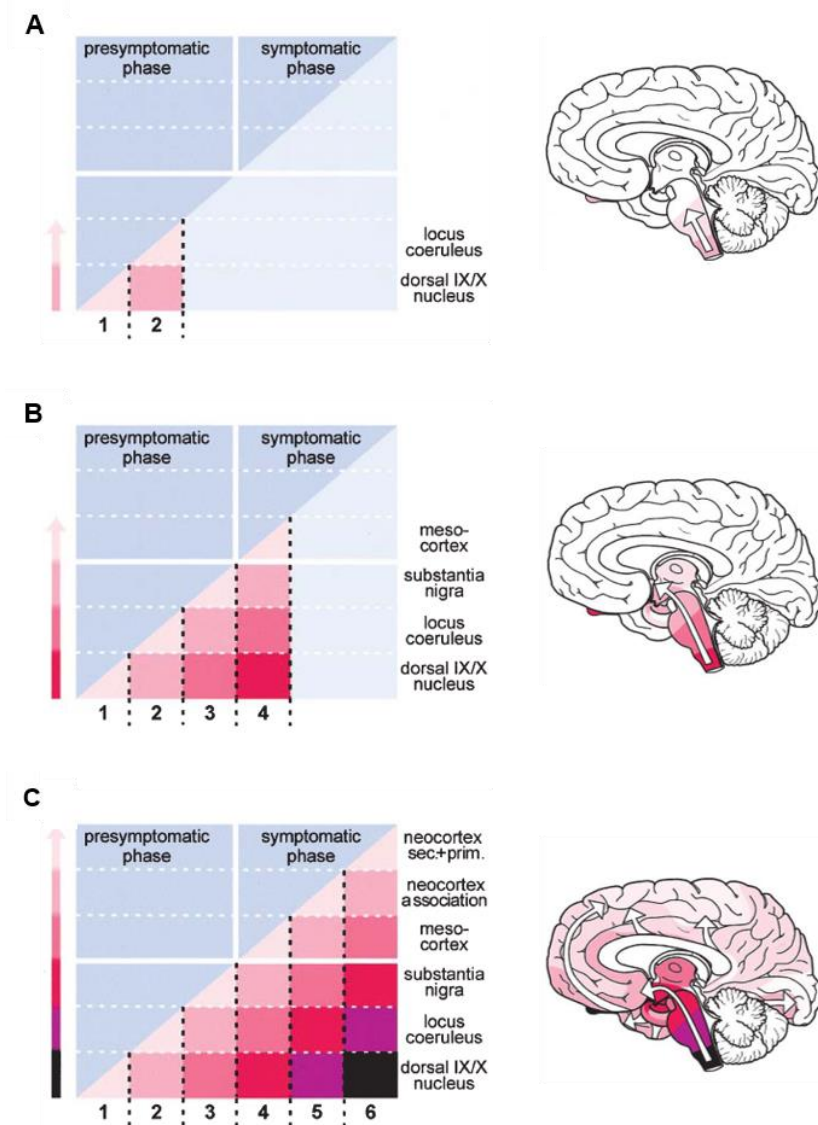 A
presymptomatic
phase
symptomatic
phase
locus
coeruleus
dorsal IX/X
nucleus
1 2
B
presymptomatic
phase
symptomatic
phase
meso-
cortex
substantia
nigra
locus
coeruleus
dorsal IX/X
nucleus
1 2 3 4
C
presymptomatic
phase
symptomatic
phase
neocortex
sec.+prim.
neocortex
association
meso-
cortex
substantia
nigra
locus
coeruleus
dorsal IX/X
nucleus
1 2 3 4 5 6